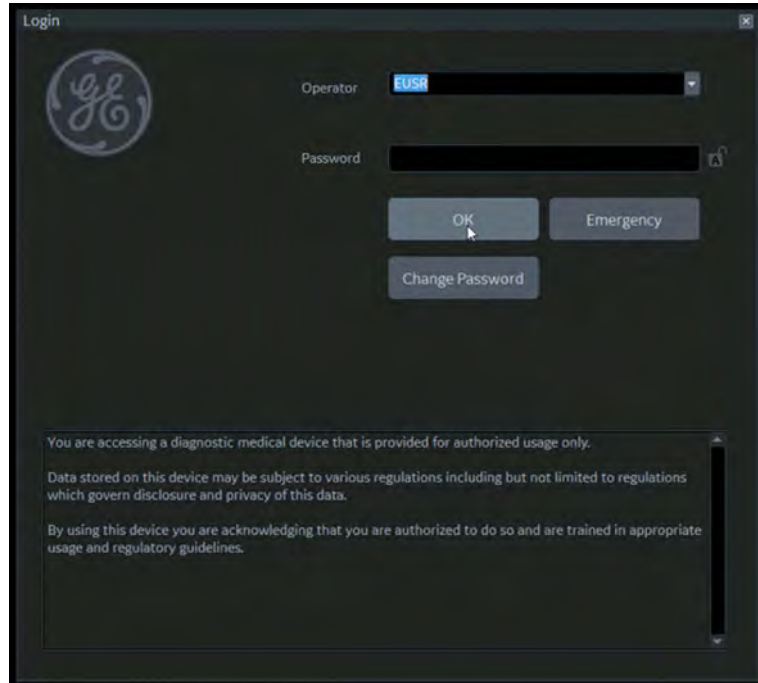 Login
GE
Operator
EUSR
Password
A
OK
Emergency
Change Password
You are accessing a diagnostic medical device that is provided for authorized usage only.
Data stored on this device may be subject to various regulations including but not limited to regulations
which govern disclosure and privacy of this data.
By using this device you are acknowledging that you are authorized to do so and are trained in appropriate
usage and regulatory guidelines.